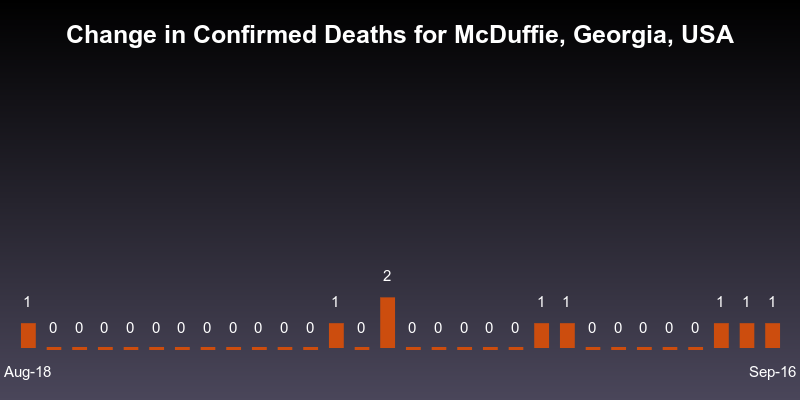 Change in Confirmed Deaths for McDuffie, Georgia, USA
2
1 1 1 1 1 1 1
0 0 0 0 0 0 0 0 0 0 0 0 0 0 0 0 0 0 0 0 0 0
Aug-18 Sep-16